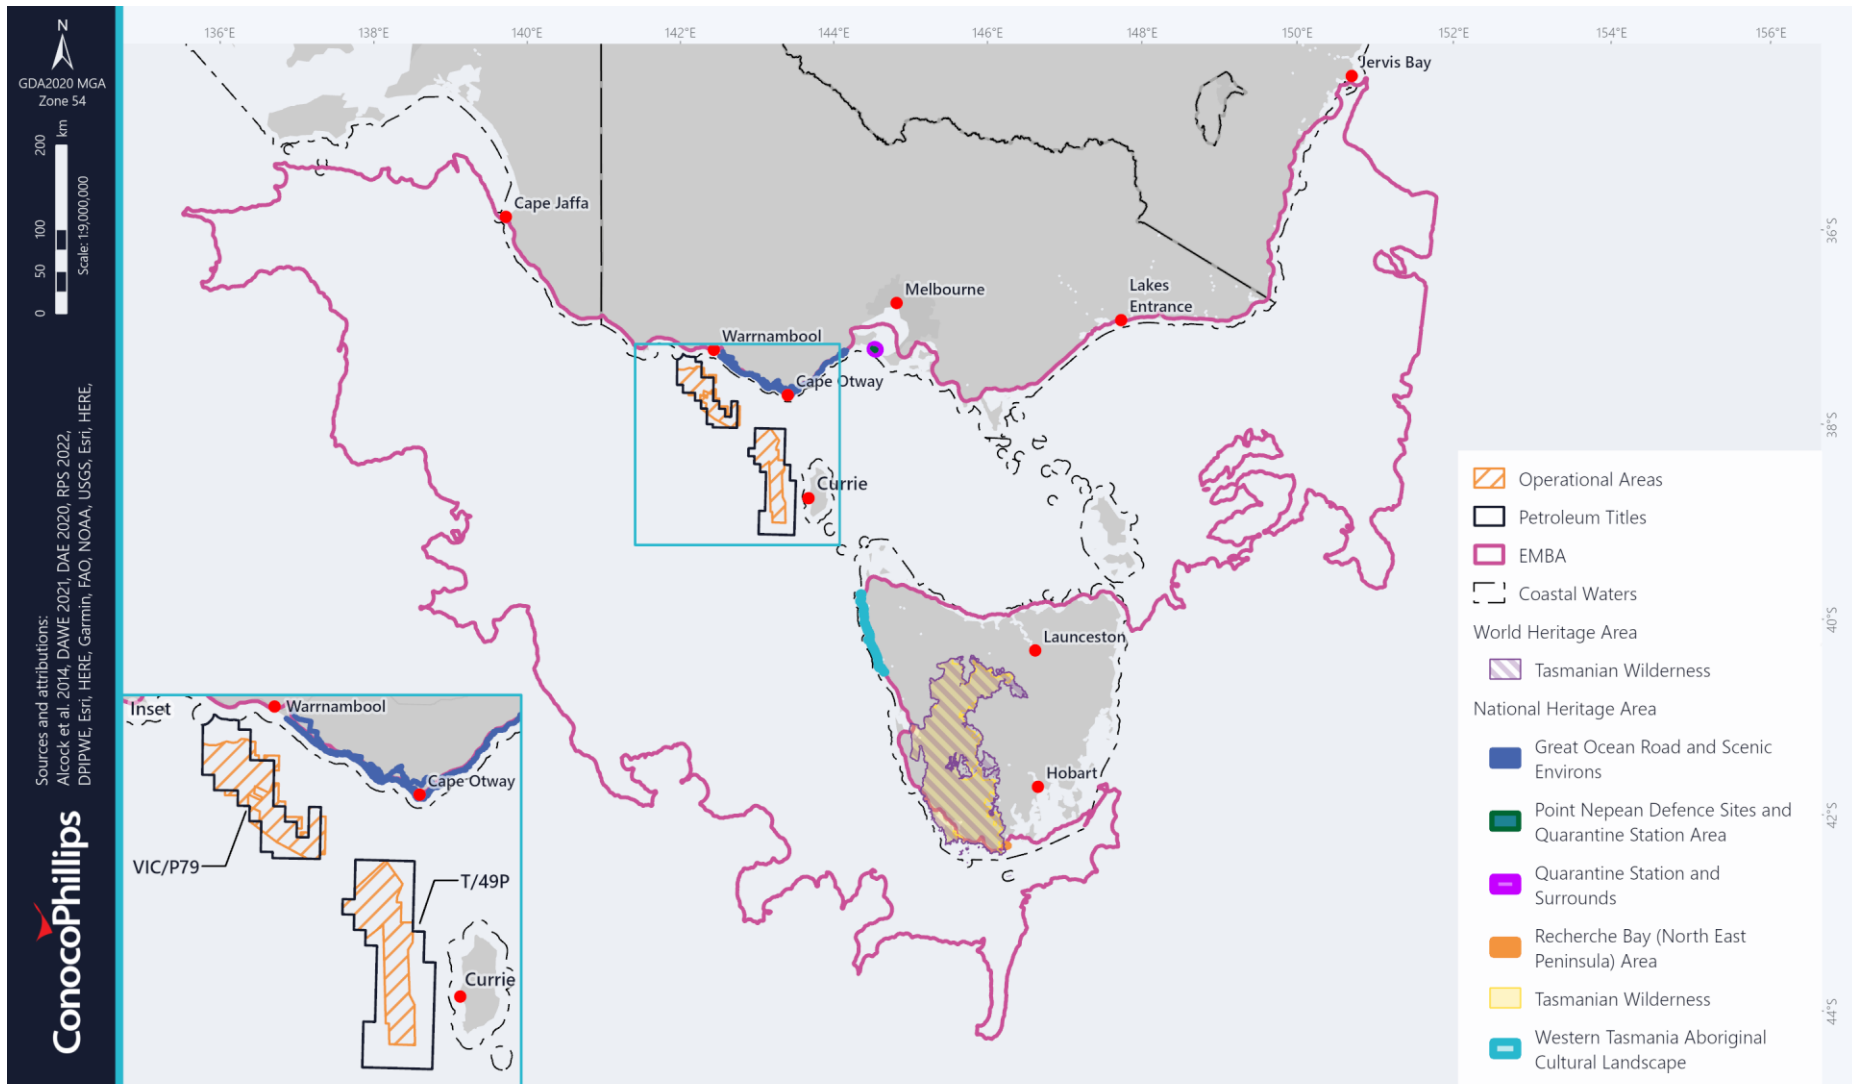 N
GDA2020 MGA
Zone 54
0 50 100 200 km
Scale: 1:9,000,000
Sources and attributions:
Alcock et al. 2014, DAWE 2021, DAE 2020, RPS 2022,
DPIPWE, Esri, HERE, Garmin, FAO, NOAA, USGS, Esri, HERE,
ConocoPhillips
136°E 138°E 140°E 142°E 144°E 146°E 148°E 150°E 152°E 154°E 156°E
36°S
38°S
40°S
42°S
44°S
Jervis Bay
Cape Jaffa
Melbourne
Lakes
Entrance
Warrnambool
Cape Otway
Currie
Launceston
Hobart
Inset
Warrnambool
Cape Otway
VIC/P79
T/49P
Currie
Operational Areas
Petroleum Titles
EMBA
Coastal Waters
World Heritage Area
Tasmanian Wilderness
National Heritage Area
Great Ocean Road and Scenic
Environs
Point Nepean Defence Sites and
Quarantine Station Area
Quarantine Station and
Surrounds
Recherche Bay (North East
Peninsula) Area
Tasmanian Wilderness
Western Tasmania Aboriginal
Cultural Landscape